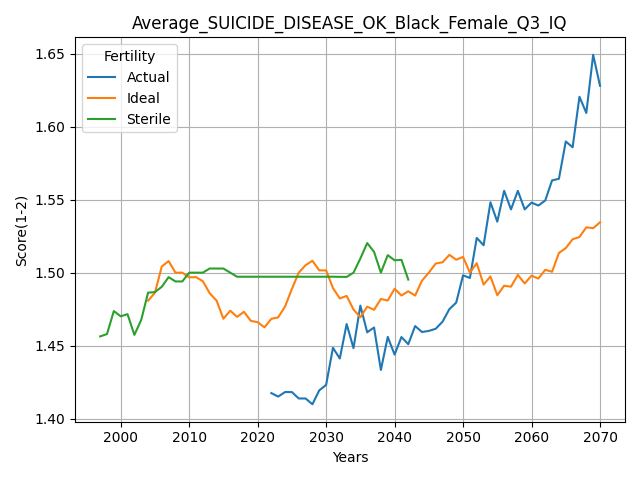 Average_SUICIDE_DISEASE_OK_Black_Female_Q3_IQ
Fertility
Actual
Ideal
Sterile
Score(1-2)
1.65
1.60
1.55
1.50
1.45
1.40
2000 2010 2020 2030 2040 2050 2060 2070
Years